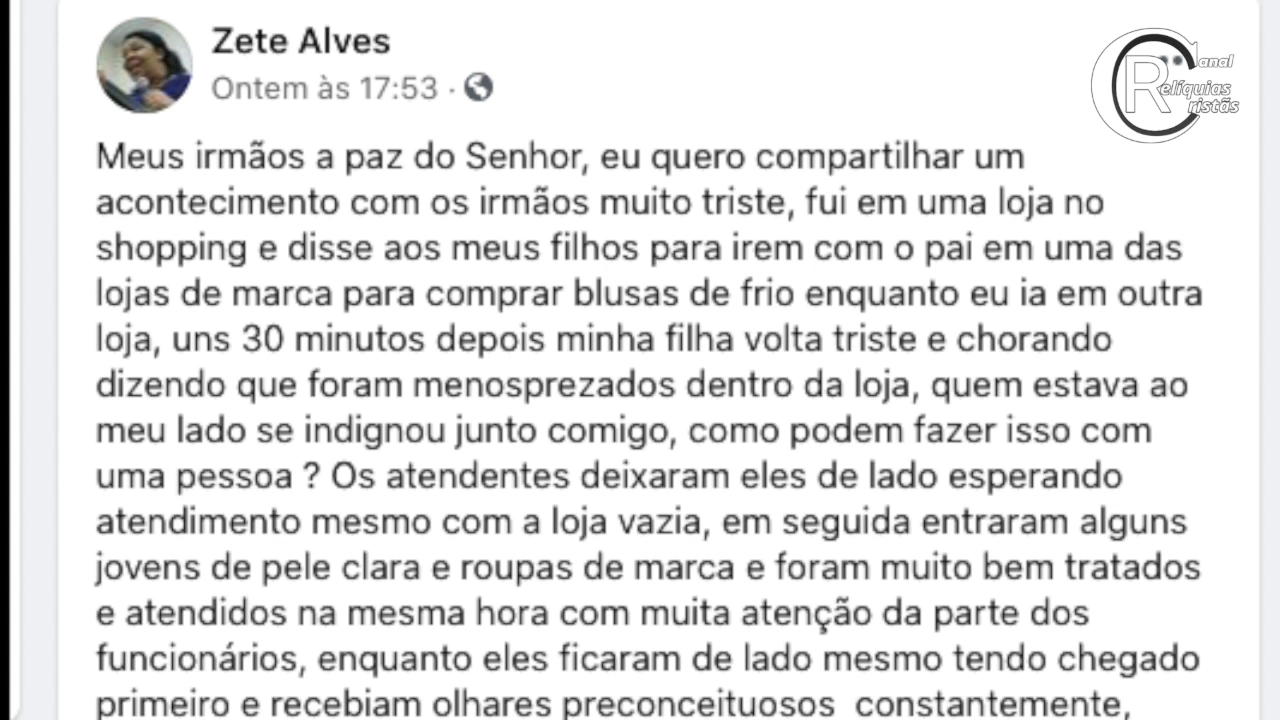 Zete Alves
Ontem às 17:53 ·
Canal
Relíquias
Cristãs
Meus irmãos a paz do Senhor, eu quero compartilhar um
acontecimento com os irmãos muito triste, fui em uma loja no
shopping e disse aos meus filhos para irem com o pai em uma das
lojas de marca para comprar blusas de frio enquanto eu ia em outra
loja, uns 30 minutos depois minha filha volta triste e chorando
dizendo que foram menosprezados dentro da loja, quem estava ao
meu lado se indignou junto comigo, como podem fazer isso com
uma pessoa ? Os atendentes deixaram eles de lado esperando
atendimento mesmo com a loja vazia, em seguida entraram alguns
jovens de pele clara e roupas de marca e foram muito bem tratados
e atendidos na mesma hora com muita atenção da parte dos
funcionários, enquanto eles ficaram de lado mesmo tendo chegado
primeiro e recebiam olhares preconceituosos  constantemente,